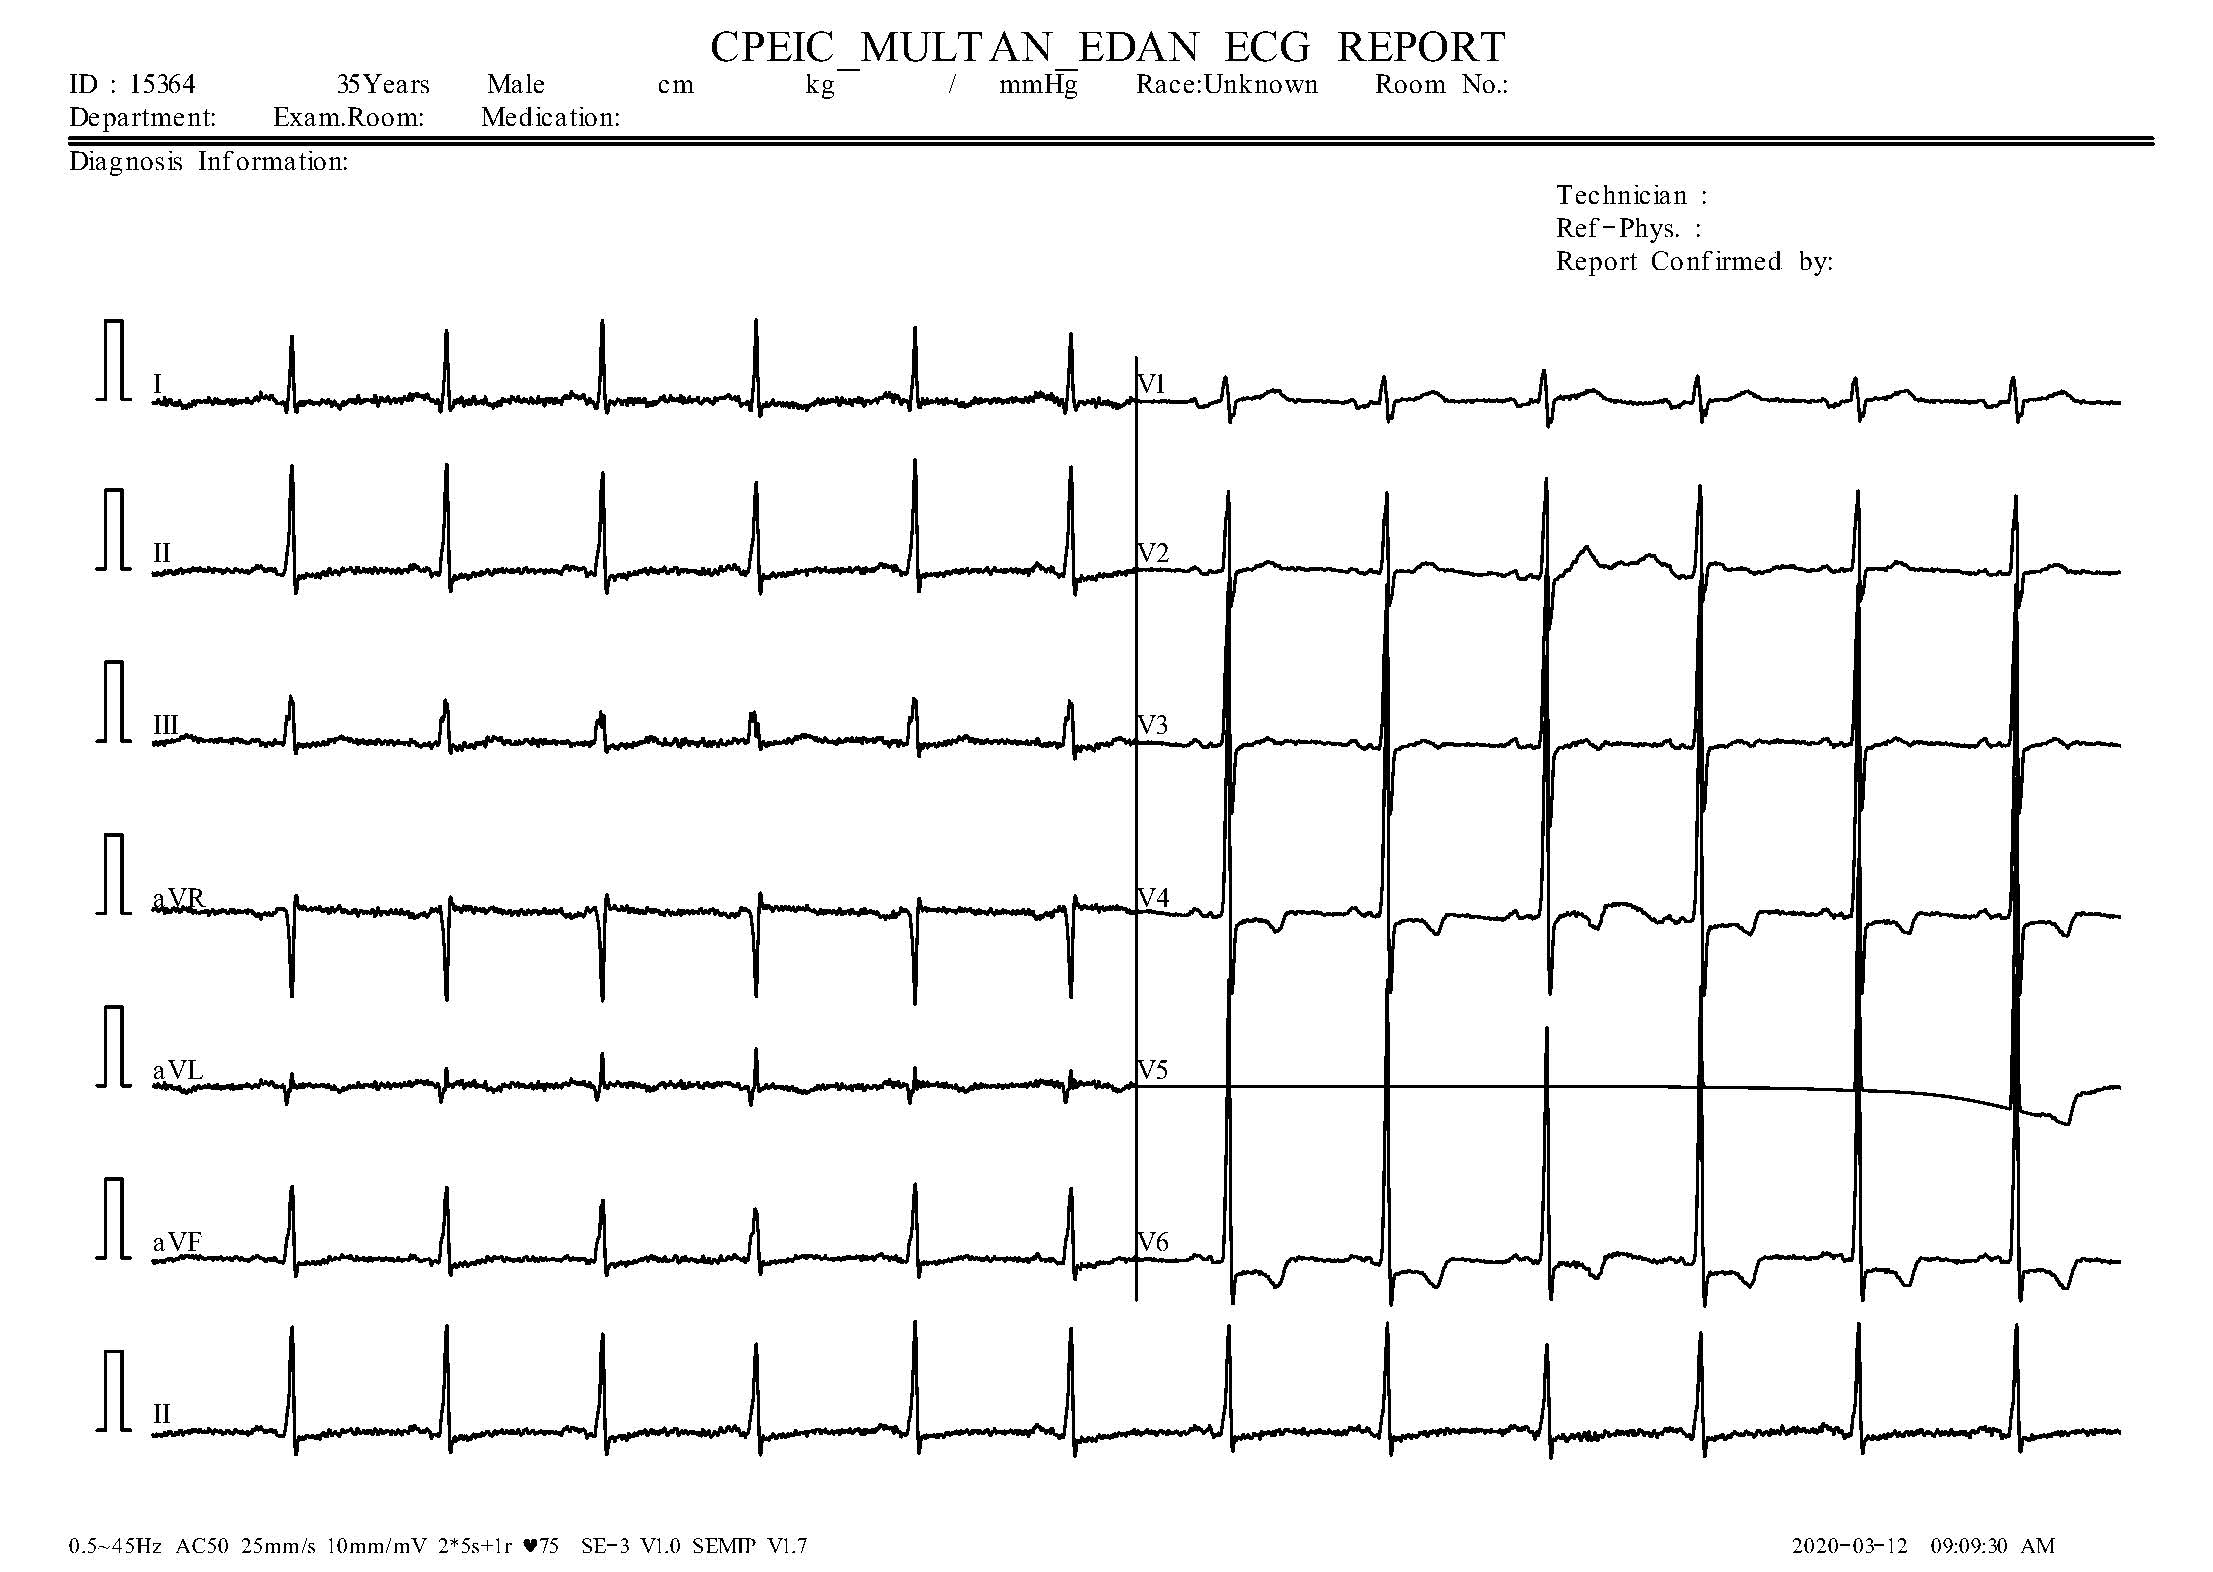 CPEIC_MULTAN_EDAN ECG REPORT
ID : 15364 35Years Male cm kg / mmHg Race:Unknown Room No.:
Department: Exam.Room: Medication:
Diagnosis Information:
Technician :
Ref-Phys. :
Report Confirmed by:
I V1
II V2
III V3
aVR V4
aVL V5
aVF V6
II
0.5~45Hz AC50 25mm/s 10mm/mV 2*5s+1r ♥75 SE-3 V1.0 SEMIP V1.7 2020-03-12 09:09:30 AM